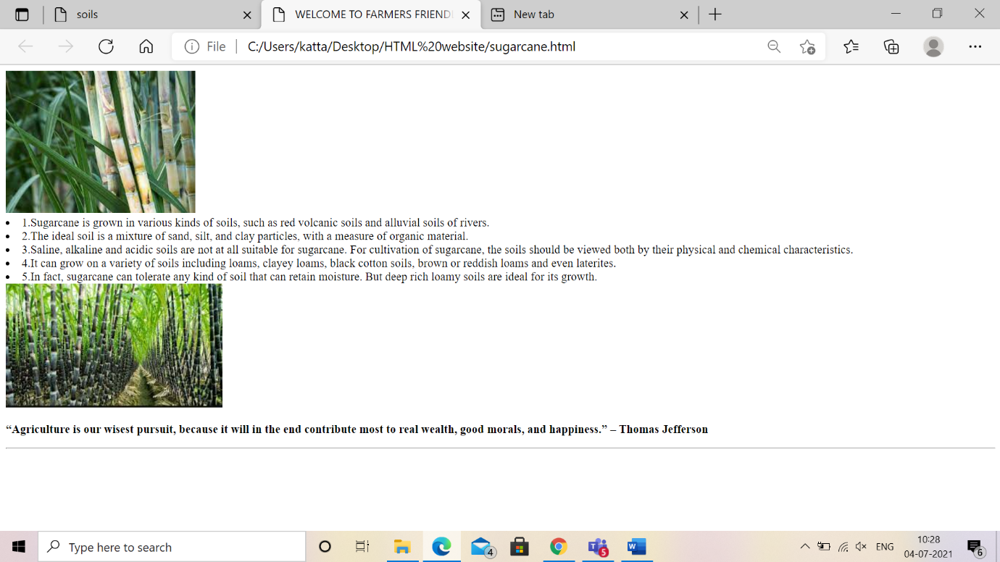 soils
WELCOME TO FARMERS FRIENDL
New tab
File
C:/Users/katta/Desktop/HTML%20website/sugarcane.html
• 1.Sugarcane is grown in various kinds of soils, such as red volcanic soils and alluvial soils of rivers.
• 2.The ideal soil is a mixture of sand, silt, and clay particles, with a measure of organic material.
• 3.Saline, alkaline and acidic soils are not at all suitable for sugarcane. For cultivation of sugarcane, the soils should be viewed both by their physical and chemical characteristics.
• 4.It can grow on a variety of soils including loams, clayey loams, black cotton soils, brown or reddish loams and even laterites.
• 5.In fact, sugarcane can tolerate any kind of soil that can retain moisture. But deep rich loamy soils are ideal for its growth.
“Agriculture is our wisest pursuit, because it will in the end contribute most to real wealth, good morals, and happiness.” – Thomas Jefferson
Type here to search
4
T
5
W
ENG
10:28
04-07-2021
6